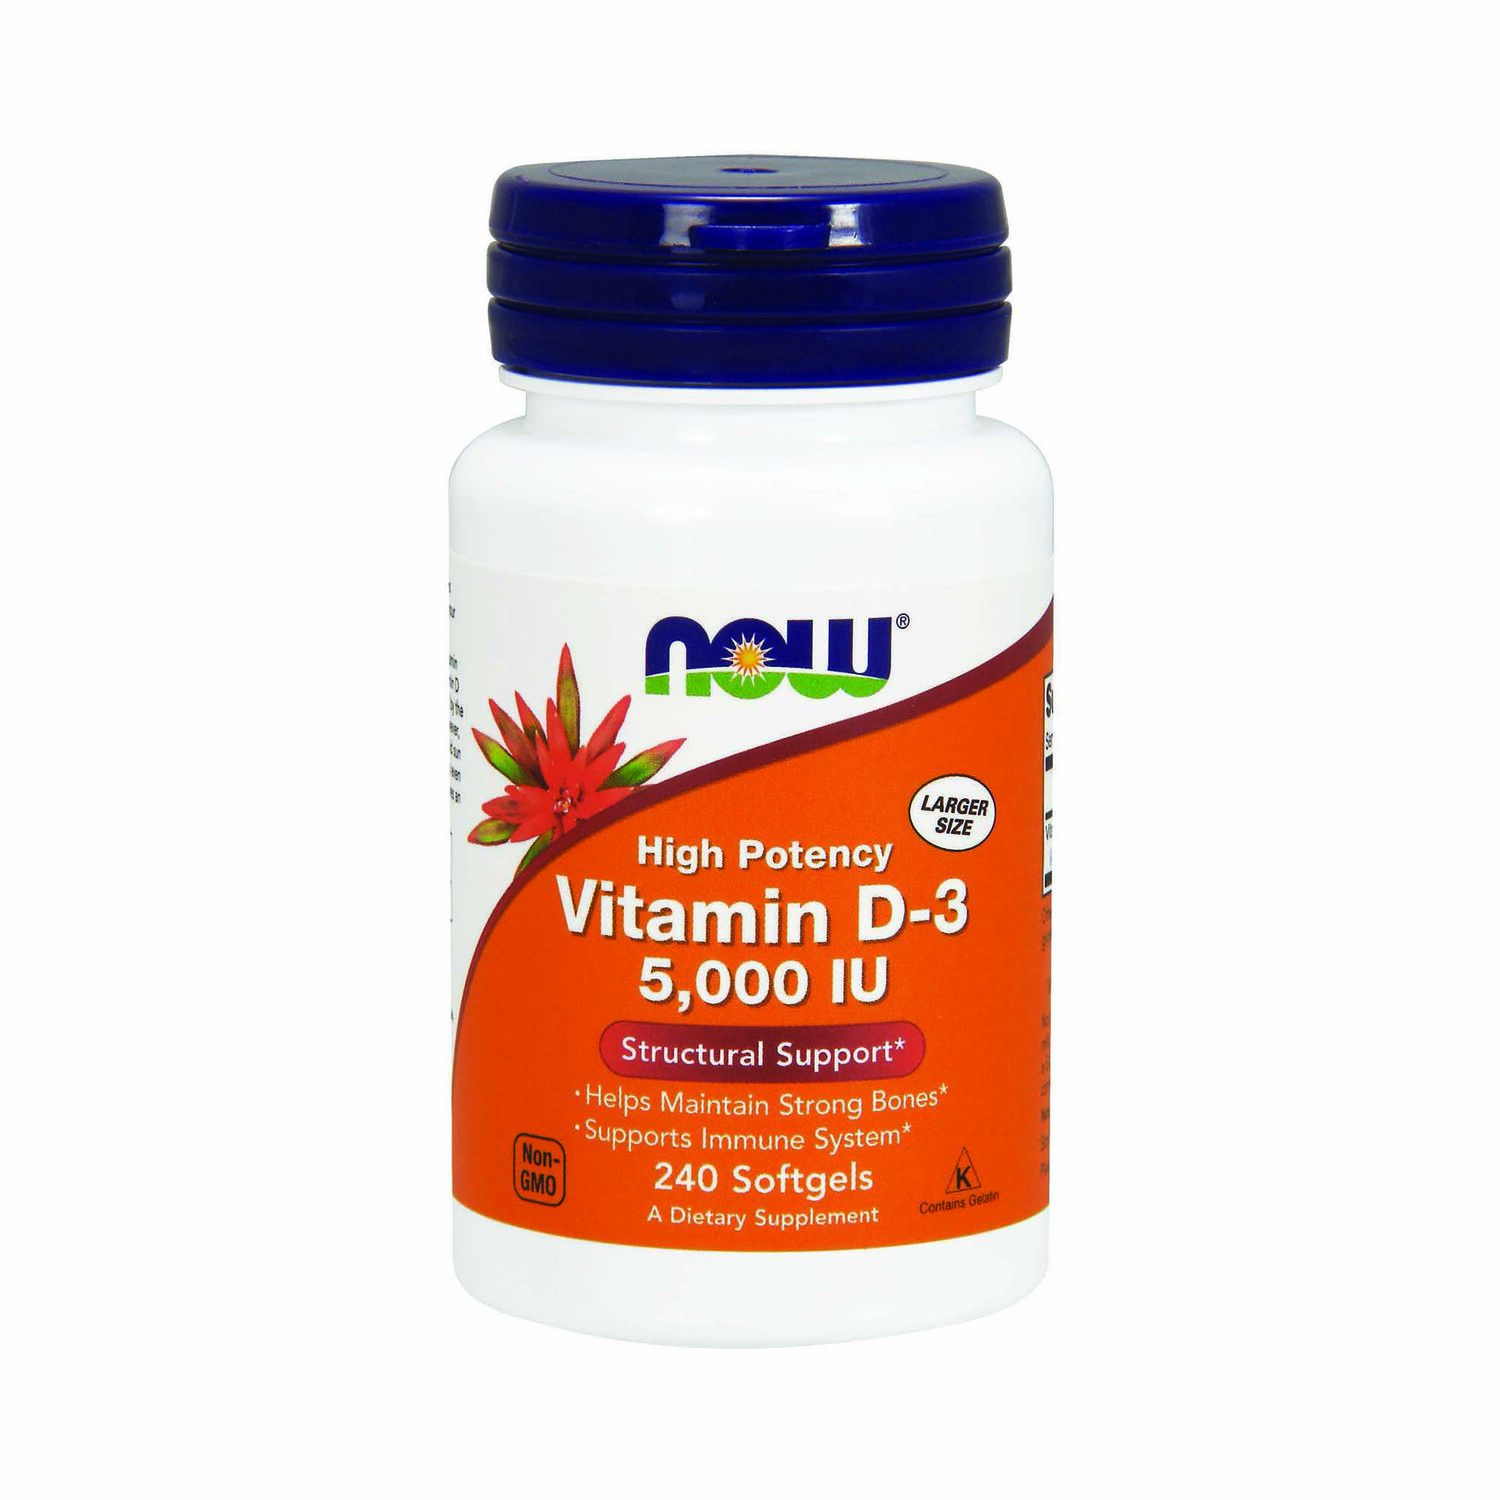 now®
LARGER
SIZE
High Potency
Vitamin D-3
5,000 IU
Structural Support*
· Helps Maintain Strong Bones*
· Supports Immune System*
Non-
GMO
240 Softgels
A Dietary Supplement
K
Contains Gelatin